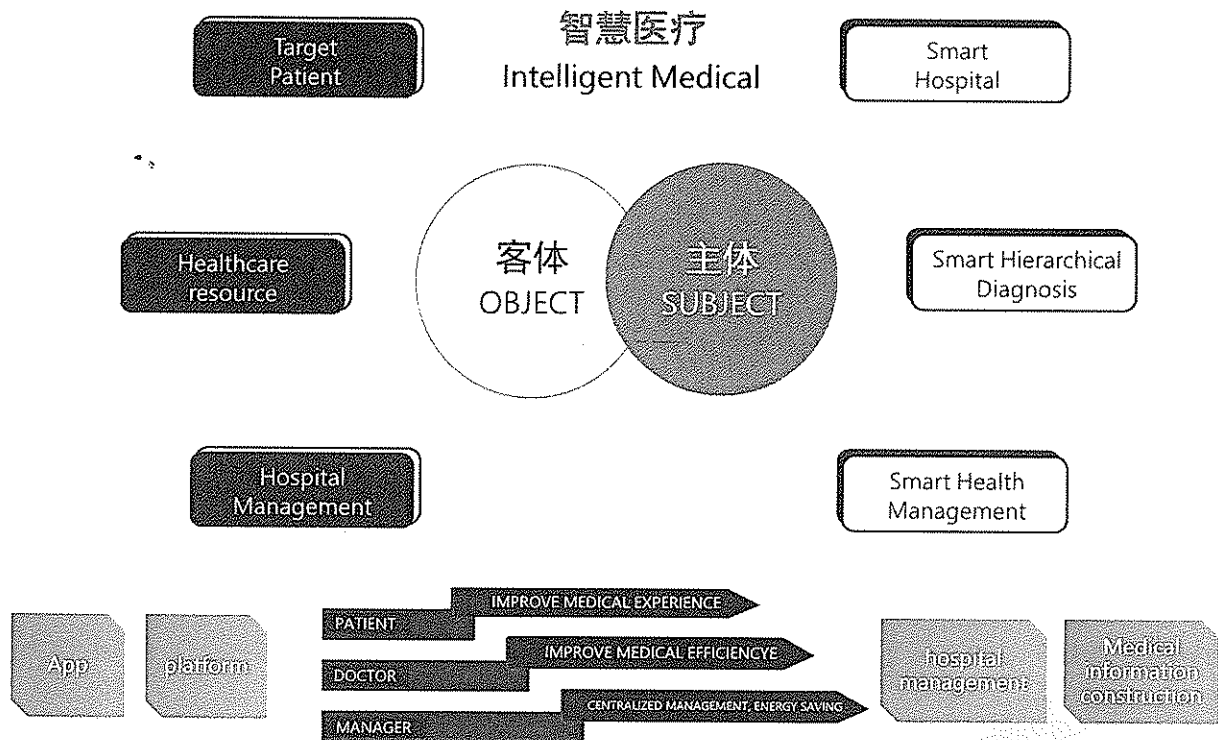 智慧医疗
Intelligent Medical
Target
Patient
Smart
Hospital
Healthcare
resource
客体
OBJECT
主体
SUBJECT
Smart Hierarchical
Diagnosis
Hospital
Management
Smart Health
Management
App
platform
PATIENT
IMPROVE MEDICAL EXPERIENCE
DOCTOR
IMPROVE MEDICAL EFFICIENCYE
MANAGER
CENTRALIZED MANAGEMENT, ENERGY SAVING
hospital
management
Medical
information
construction